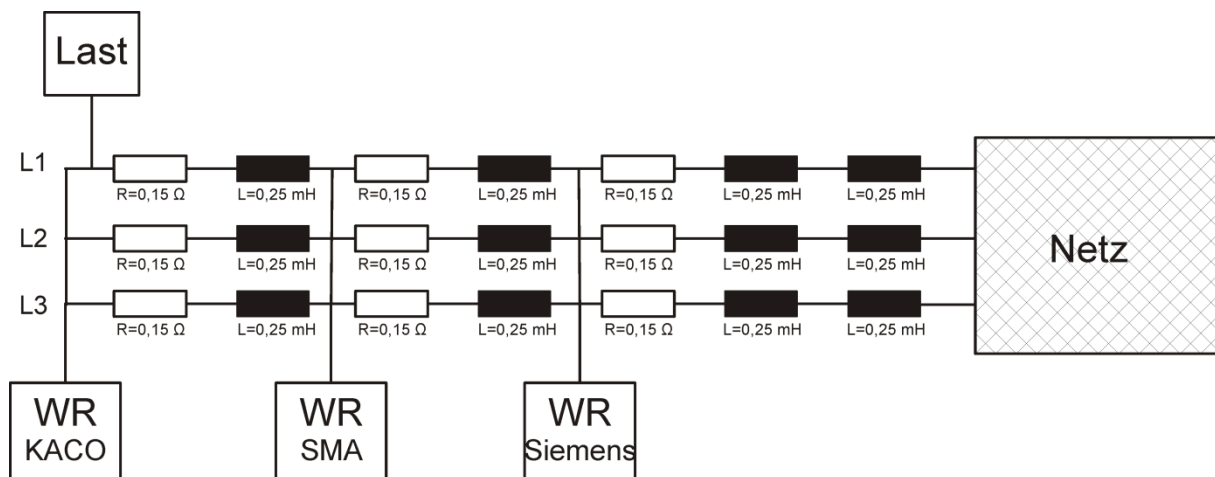 Last
L1
R=0,15 Ω L=0,25 mH R=0,15 Ω L=0,25 mH R=0,15 Ω L=0,25 mH L=0,25 mH
L2
R=0,15 Ω L=0,25 mH R=0,15 Ω L=0,25 mH R=0,15 Ω L=0,25 mH L=0,25 mH
Netz
L3
R=0,15 Ω L=0,25 mH R=0,15 Ω L=0,25 mH R=0,15 Ω L=0,25 mH L=0,25 mH
WR
KACO
WR
SMA
WR
Siemens